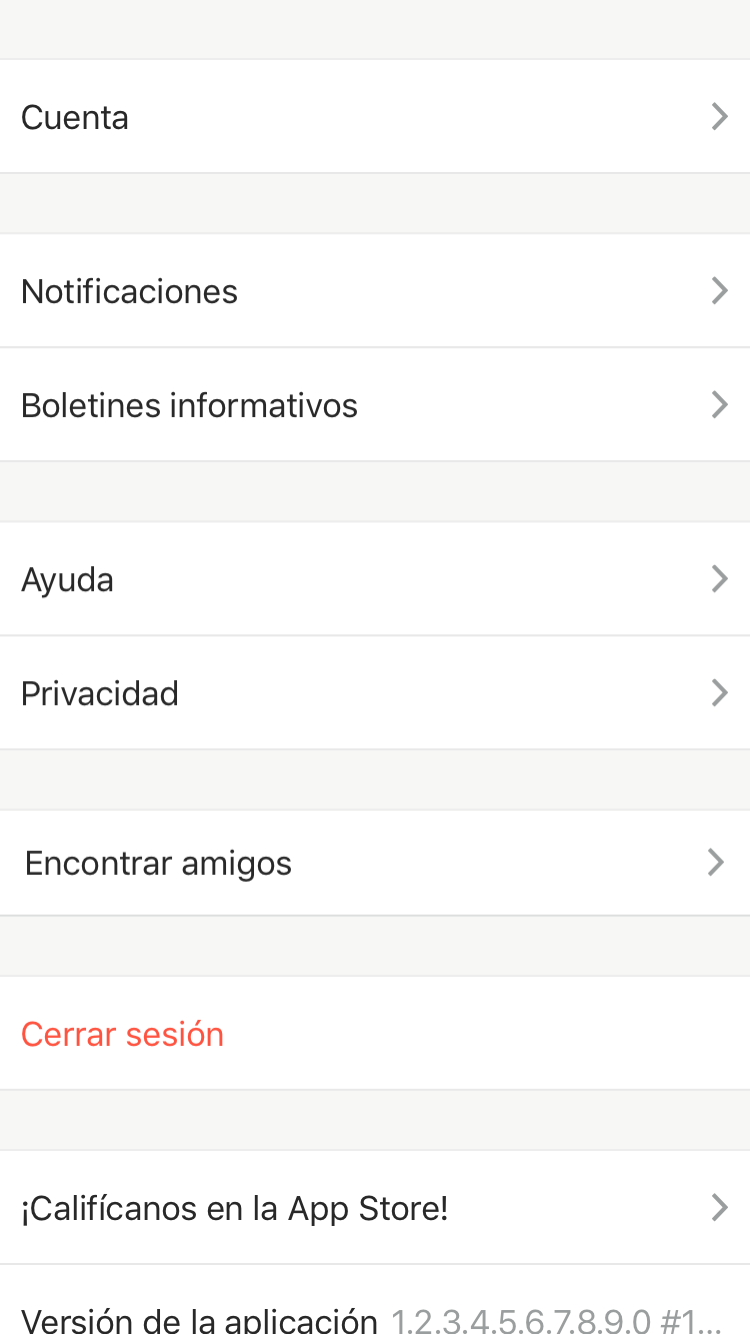 Cuenta
Notificaciones
Boletines informativos
Ayuda
Privacidad
Encontrar amigos
Cerrar sesión
¡Califícanos en la App Store!
Versión de la aplicación 1.2.3.4.5.6.7.8.9.0 #1...